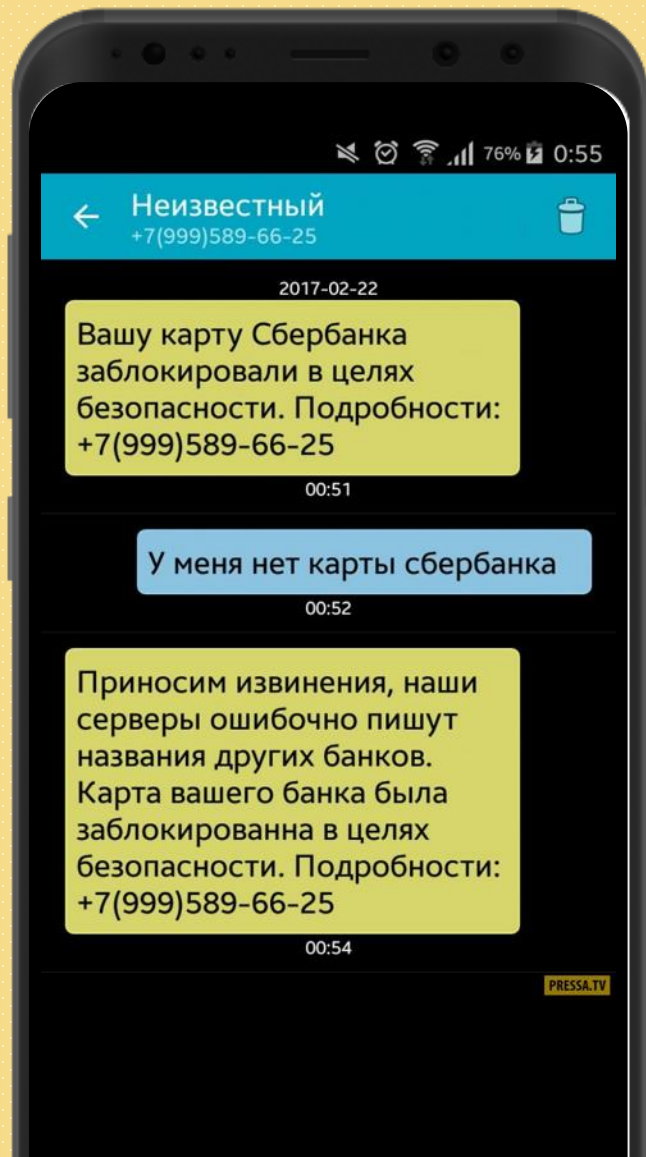 76% 0:55
Неизвестный
+7(999)589-66-25
2017-02-22
Вашу карту Сбербанка
заблокировали в целях
безопасности. Подробности:
+7(999)589-66-25
00:51
У меня нет карты сбербанка
00:52
Приносим извинения, наши
серверы ошибочно пишут
названия других банков.
Карта вашего банка была
заблокированна в целях
безопасности. Подробности:
+7(999)589-66-25
00:54
PRESSA.TV